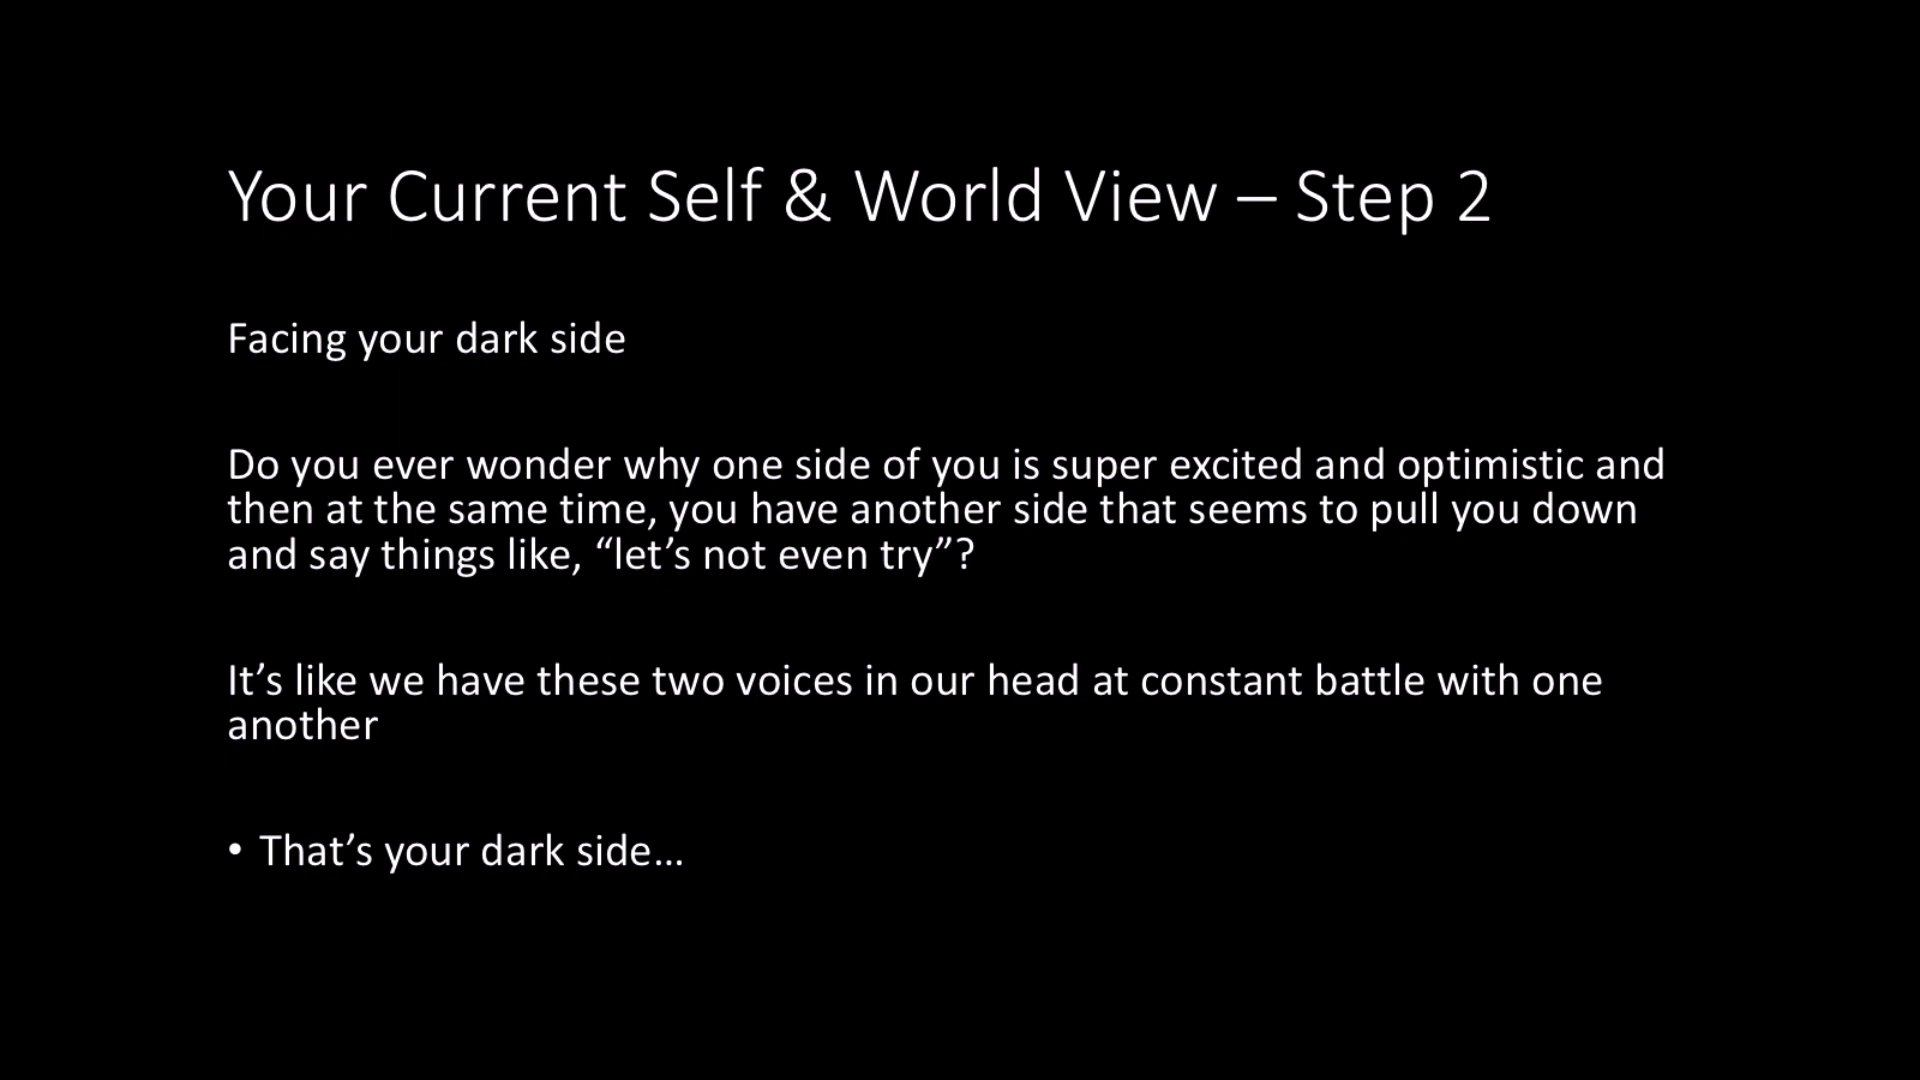 Your Current Self & World View – Step 2
Facing your dark side
Do you ever wonder why one side of you is super excited and optimistic and
then at the same time, you have another side that seems to pull you down
and say things like, “let’s not even try”?
It’s like we have these two voices in our head at constant battle with one
another
• That’s your dark side…